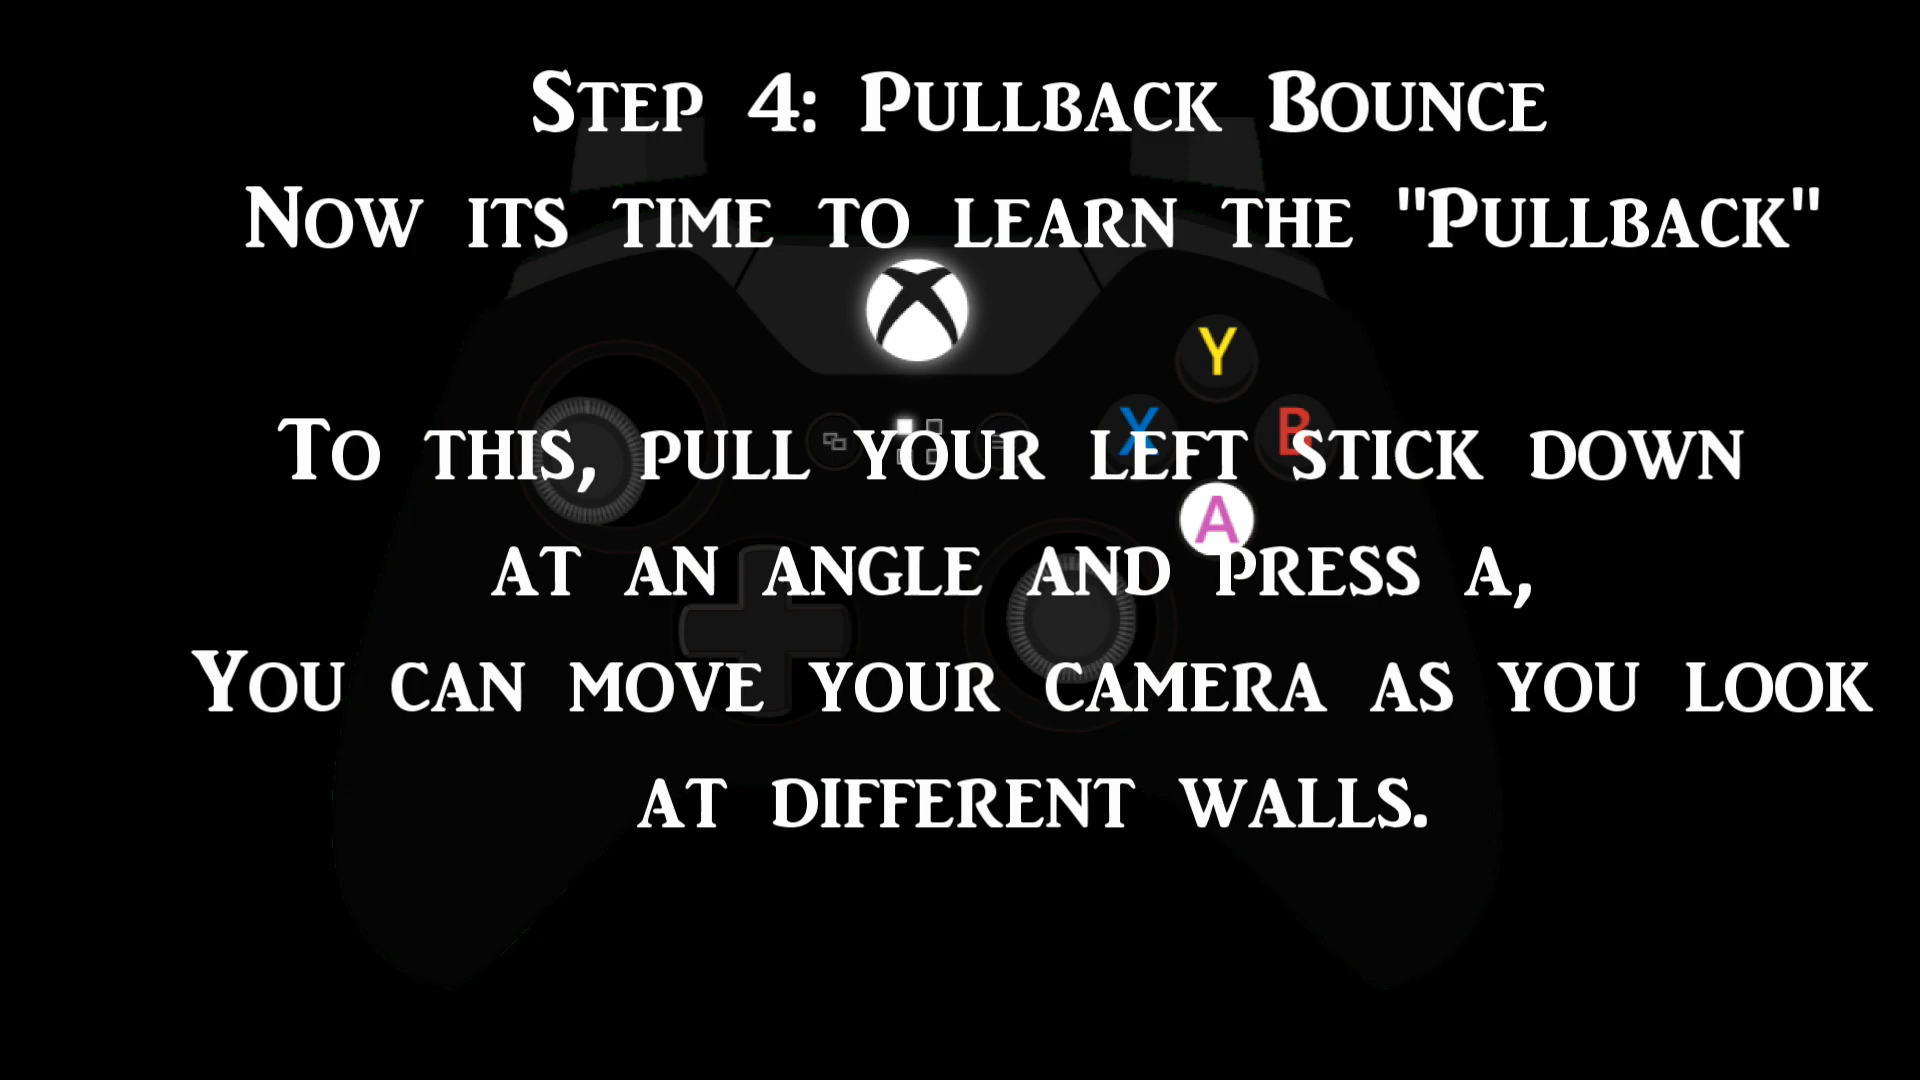 Step 4: Pullback Bounce
Now its time to learn the "Pullback"
Y
X
B
To this, pull your left stick down
A
at an angle and press a,
You can move your camera as you look
at different walls.